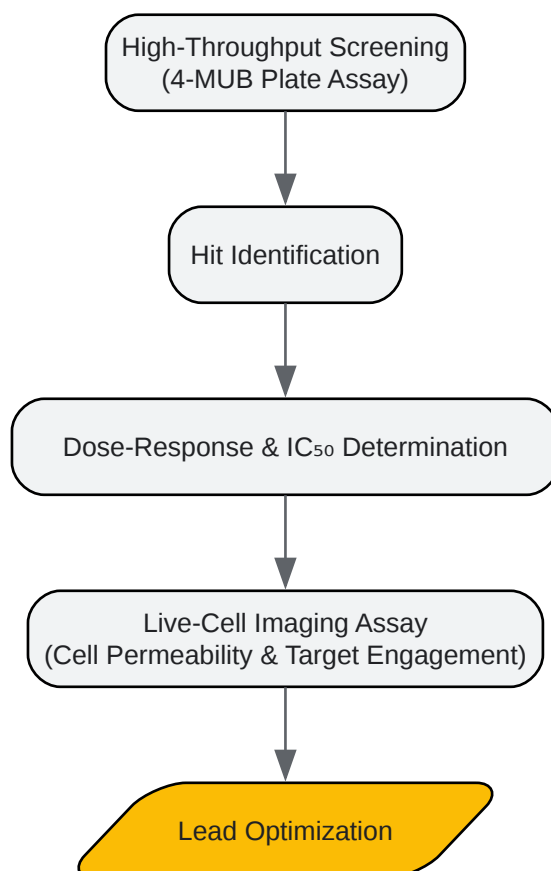 High-Throughput Screening
(4-MUB Plate Assay)
Hit Identification
Dose-Response & IC₅₀ Determination
Live-Cell Imaging Assay
(Cell Permeability & Target Engagement)
Lead Optimization